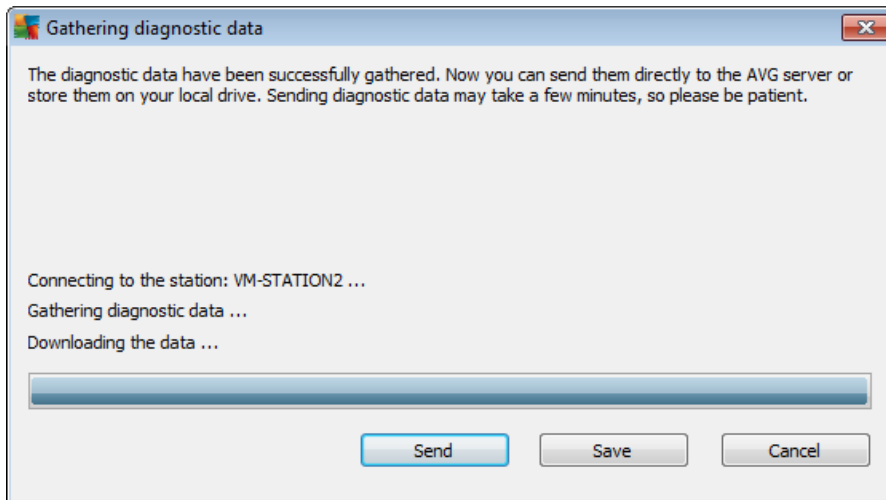 Gathering diagnostic data
The diagnostic data have been successfully gathered. Now you can send them directly to the AVG server or
store them on your local drive. Sending diagnostic data may take a few minutes, so please be patient.
Connecting to the station: VM-STATION2 ...
Gathering diagnostic data ...
Downloading the data ...
Send Save Cancel